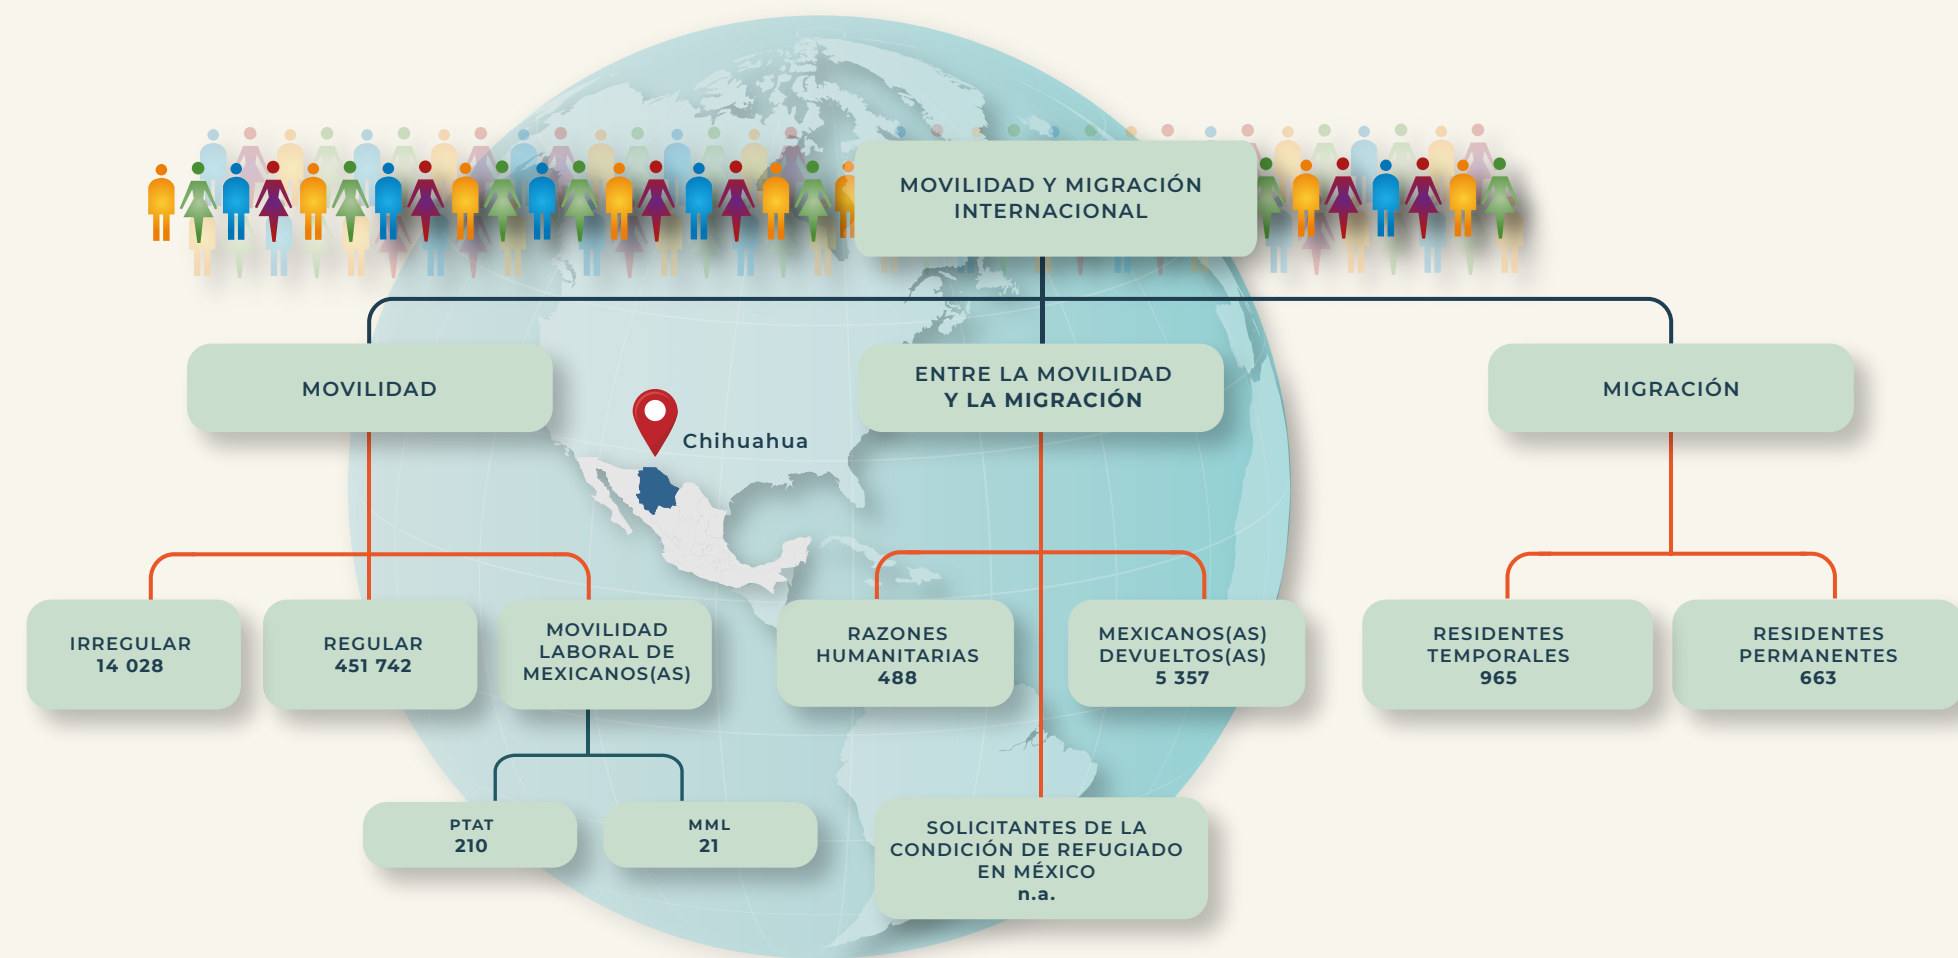 MOVILIDAD Y MIGRACIÓN
INTERNACIONAL
MOVILIDAD
ENTRE LA MOVILIDAD
Y LA MIGRACIÓN
MIGRACIÓN
Chihuahua
IRREGULAR
14 028
REGULAR
451 742
MOVILIDAD
LABORAL DE
MEXICANOS(AS)
RAZONES
HUMANITARIAS
488
MEXICANOS(AS)
DEVUELTOS(AS)
5 357
RESIDENTES
TEMPORALES
965
RESIDENTES
PERMANENTES
663
PTAT
210
MML
21
SOLICITANTES DE LA
CONDICIÓN DE REFUGIADO
EN MÉXICO
n.a.